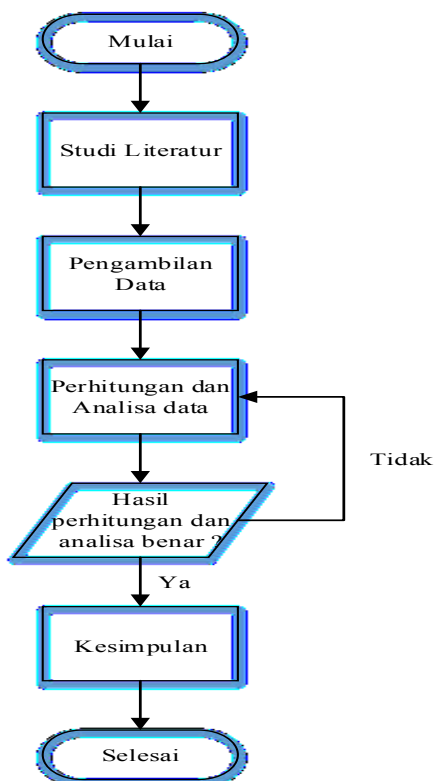 Mulai
Studi Literatur
Pengambilan
Data
Perhitungan dan
Analisa data
Tidak
Hasil
perhitungan dan
analisa benar ?
Ya
Kesimpulan
Selesai